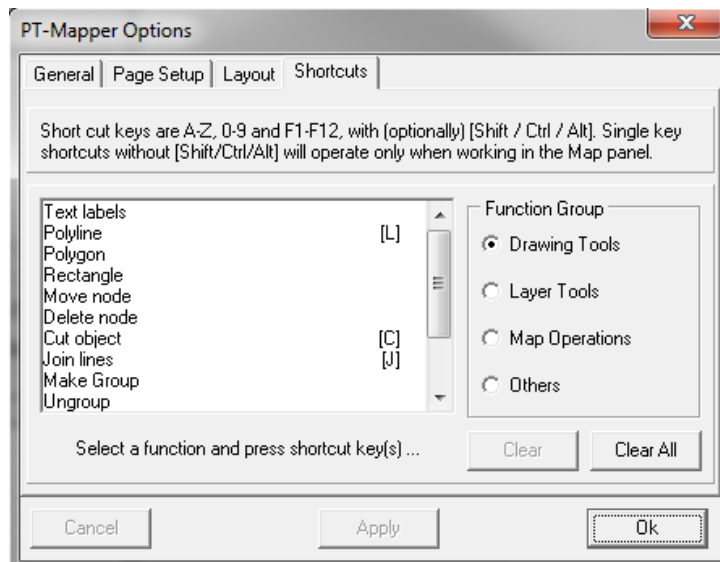 PT-Mapper Options
General Page Setup Layout Shortcuts
Short cut keys are A-Z, 0-9 and F1-F12, with (optionally) [Shift / Ctrl / Alt]. Single key
shortcuts without [Shift/Ctrl/Alt] will operate only when working in the Map panel.
Text labels
Polyline [L]
Polygon
Rectangle
Move node
Delete node
Cut object [C]
Join lines [J]
Make Group
Ungroup
Function Group
Drawing Tools
Layer Tools
Map Operations
Others
Select a function and press shortcut key(s) ...
Clear Clear All
Cancel Apply Ok